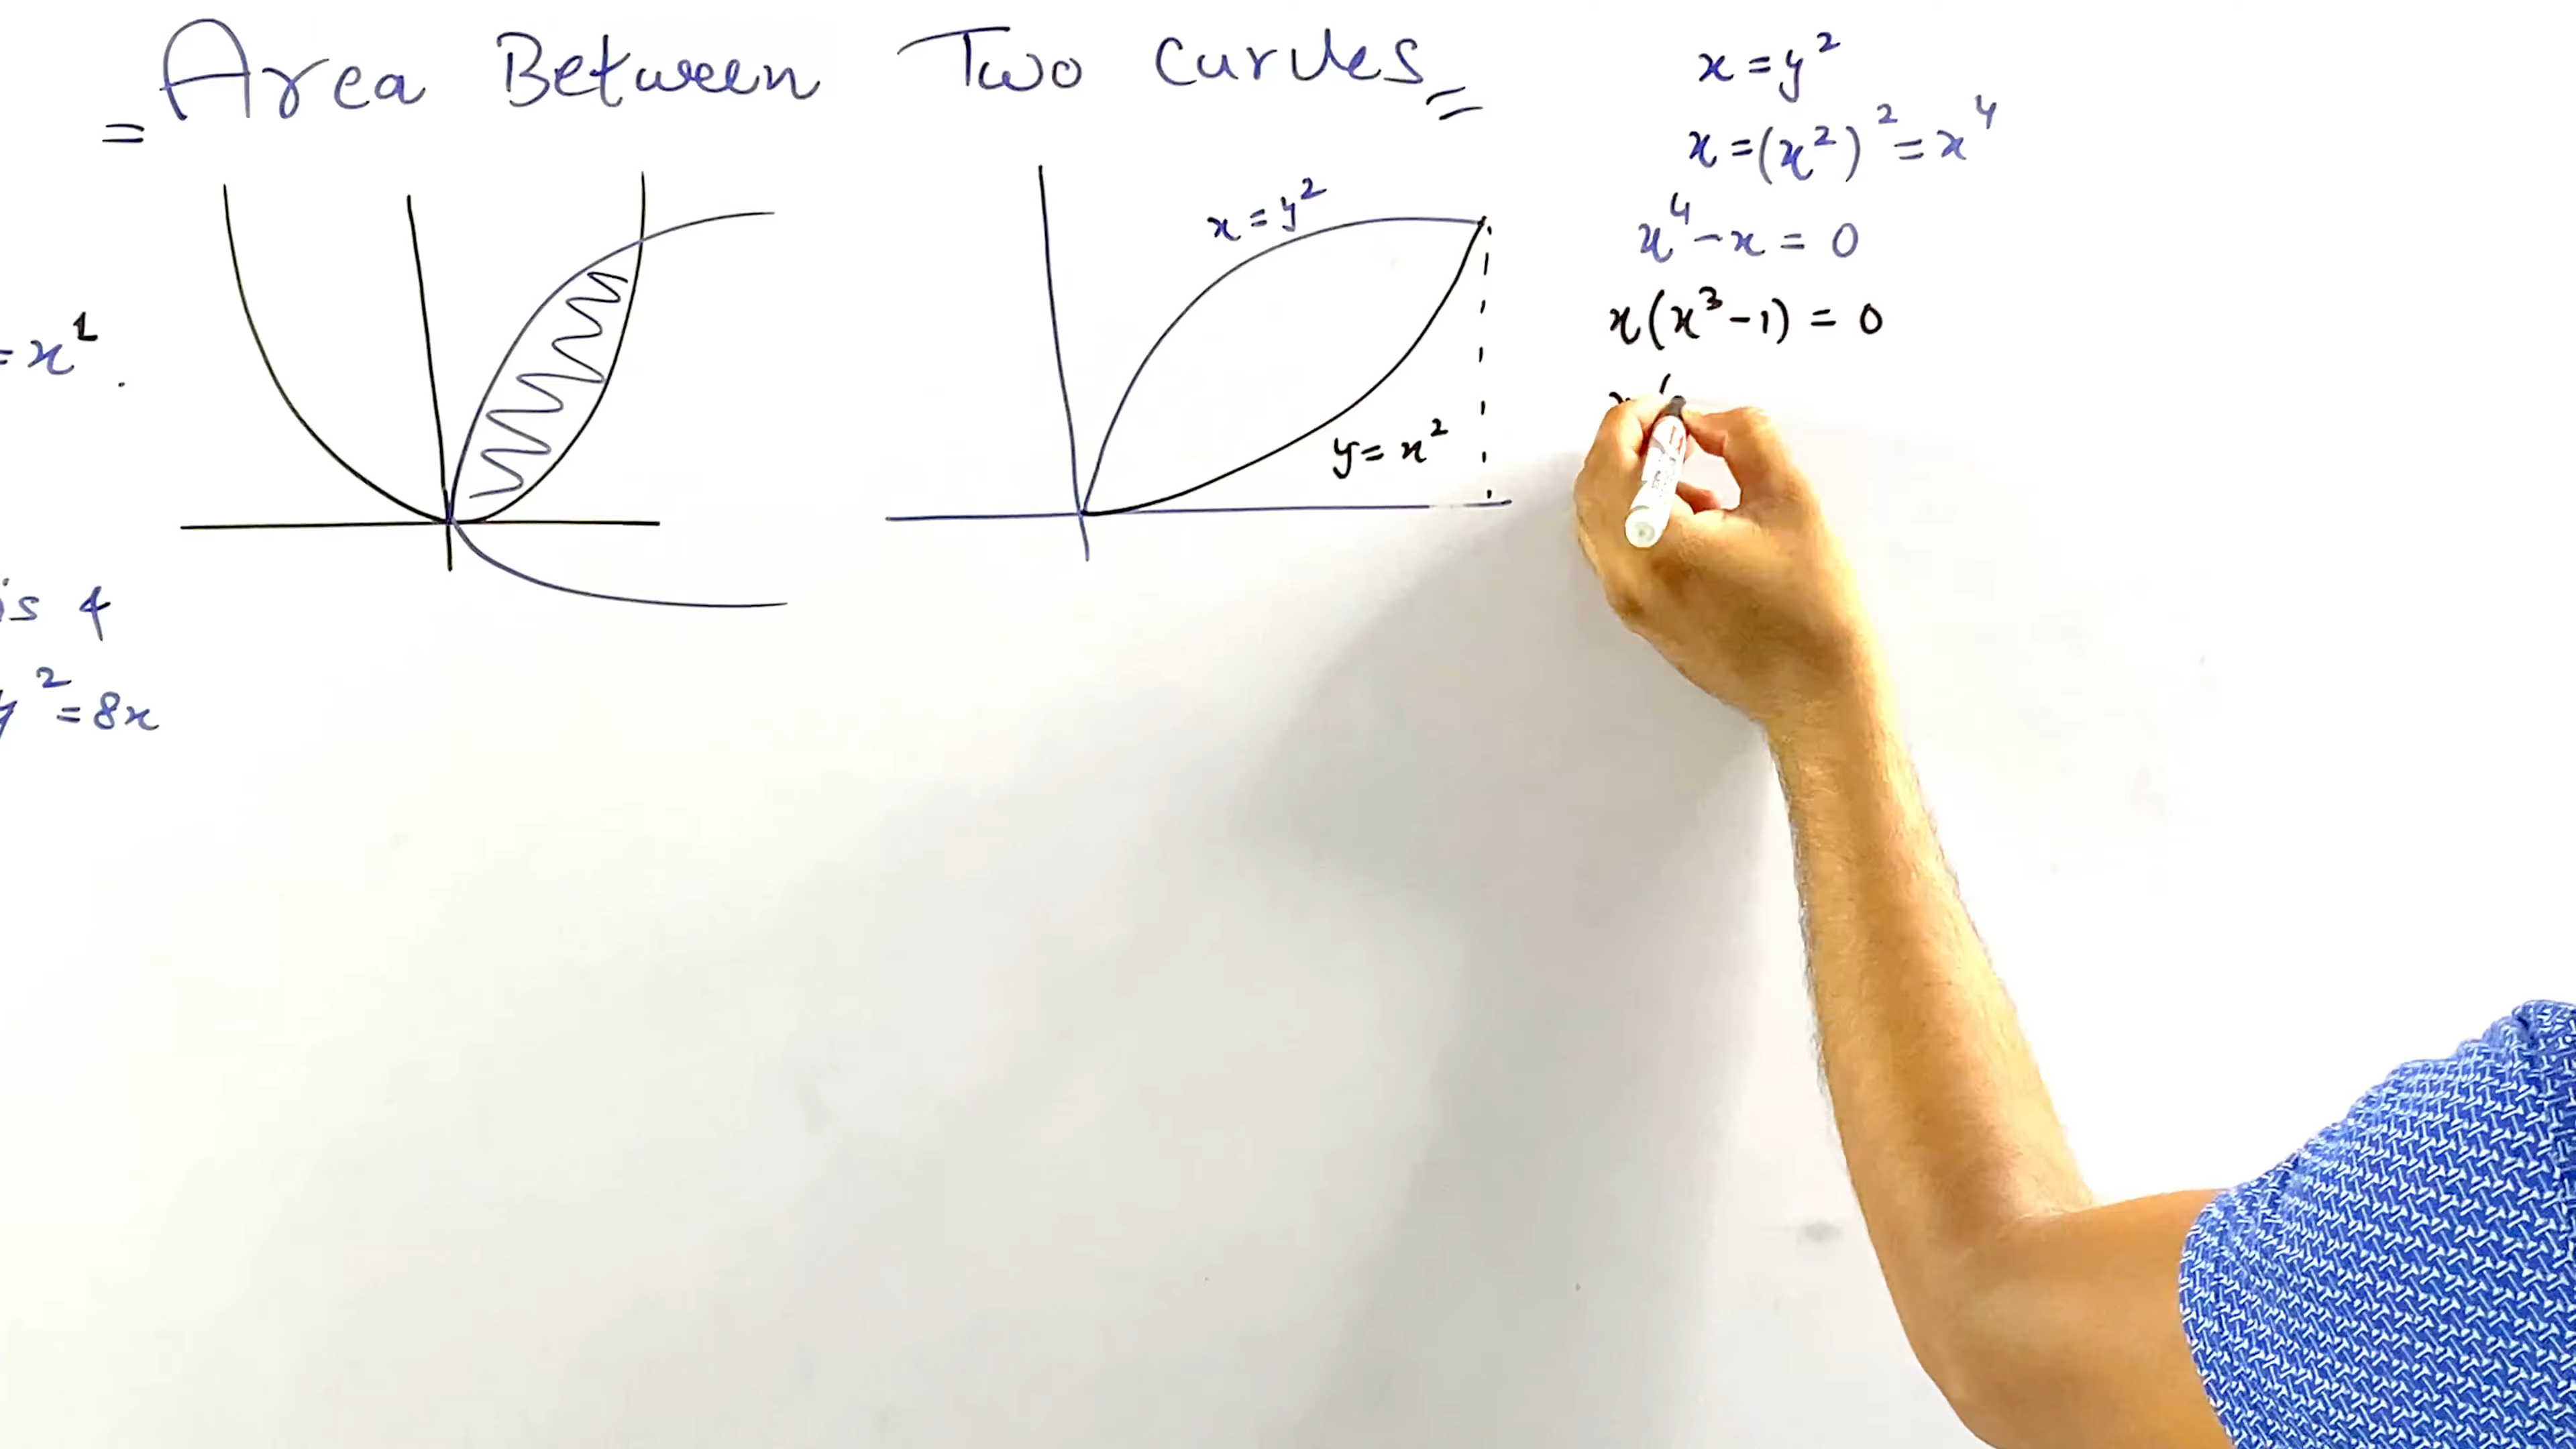 = Area Between Two Curves =
= x² .
is 4
y² = 8x
x = y²
y = x²
x = y²
x = (x²)² = x⁴
x⁴ - x = 0
x(x³-1) = 0
x(